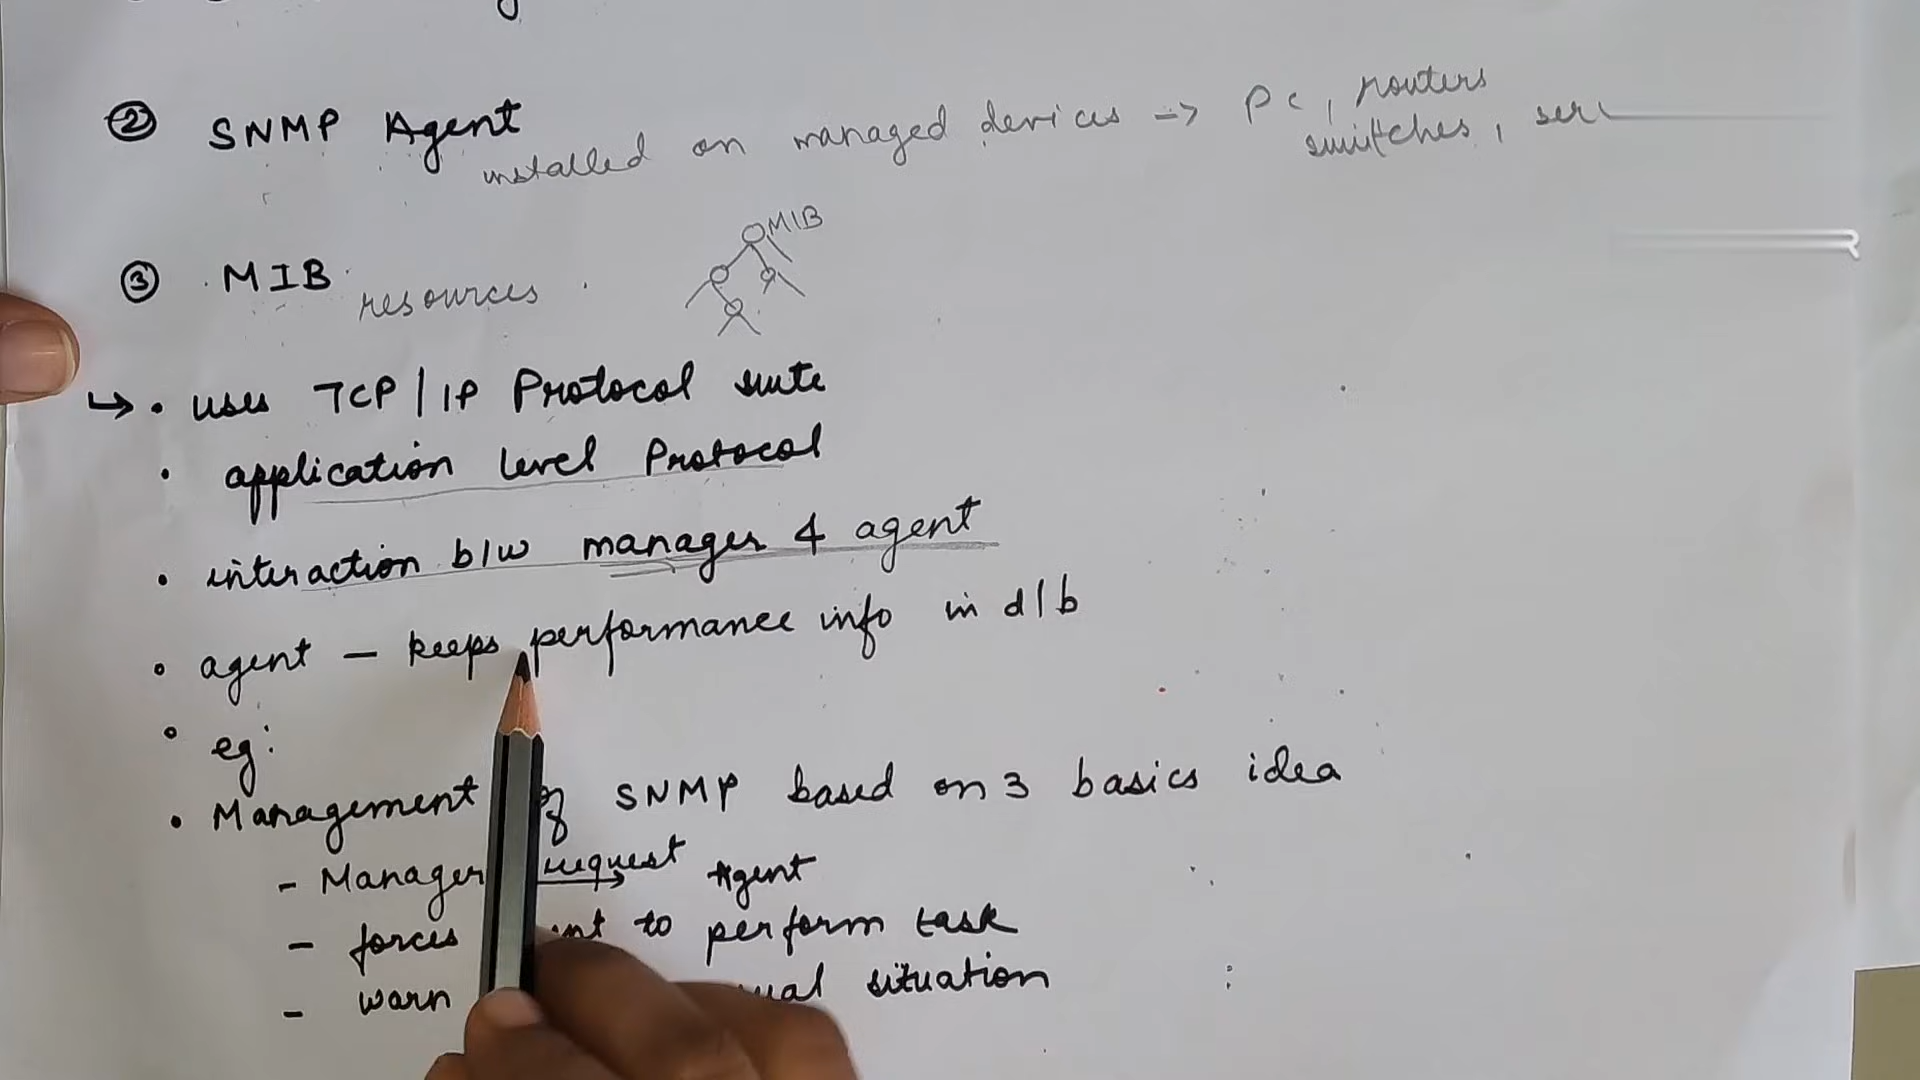 ② SNMP Agent
installed on managed devices -> PC, routers
switches,
MIB
③ MIB
resources
↳ • uses TCP/IP Protocol suite
• application level Protocol
• interaction b/w manager & agent
• agent — keeps performance info in d/b
• eg:
• Management of SNMP based on 3 basics idea
- Manager request Agent
- forces to perform task
- warn situation